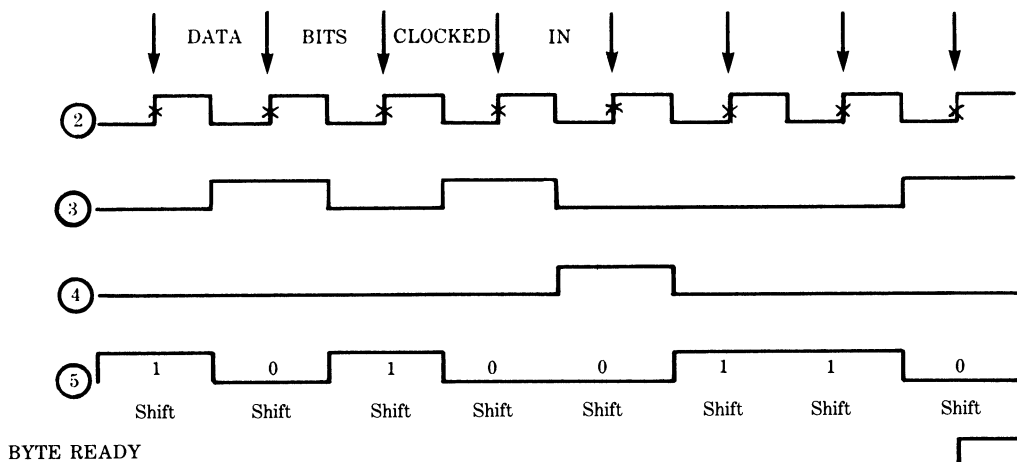 DATA BITS CLOCKED IN
2
3
4
5 1 0 1 0 0 1 1 0
Shift Shift Shift Shift Shift Shift Shift Shift
BYTE READY